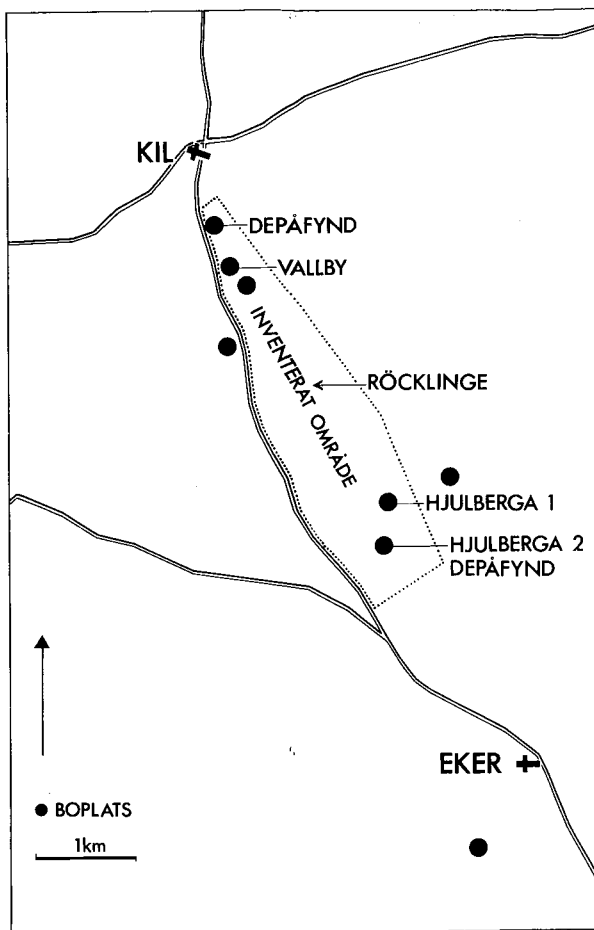 KIL
DEPÅFYND
VALLBY
INVENTERAT OMRÅDE
RÖCKLINGE
HJULBERGA 1
HJULBERGA 2
DEPÅFYND
EKER
BOPLATS
1km